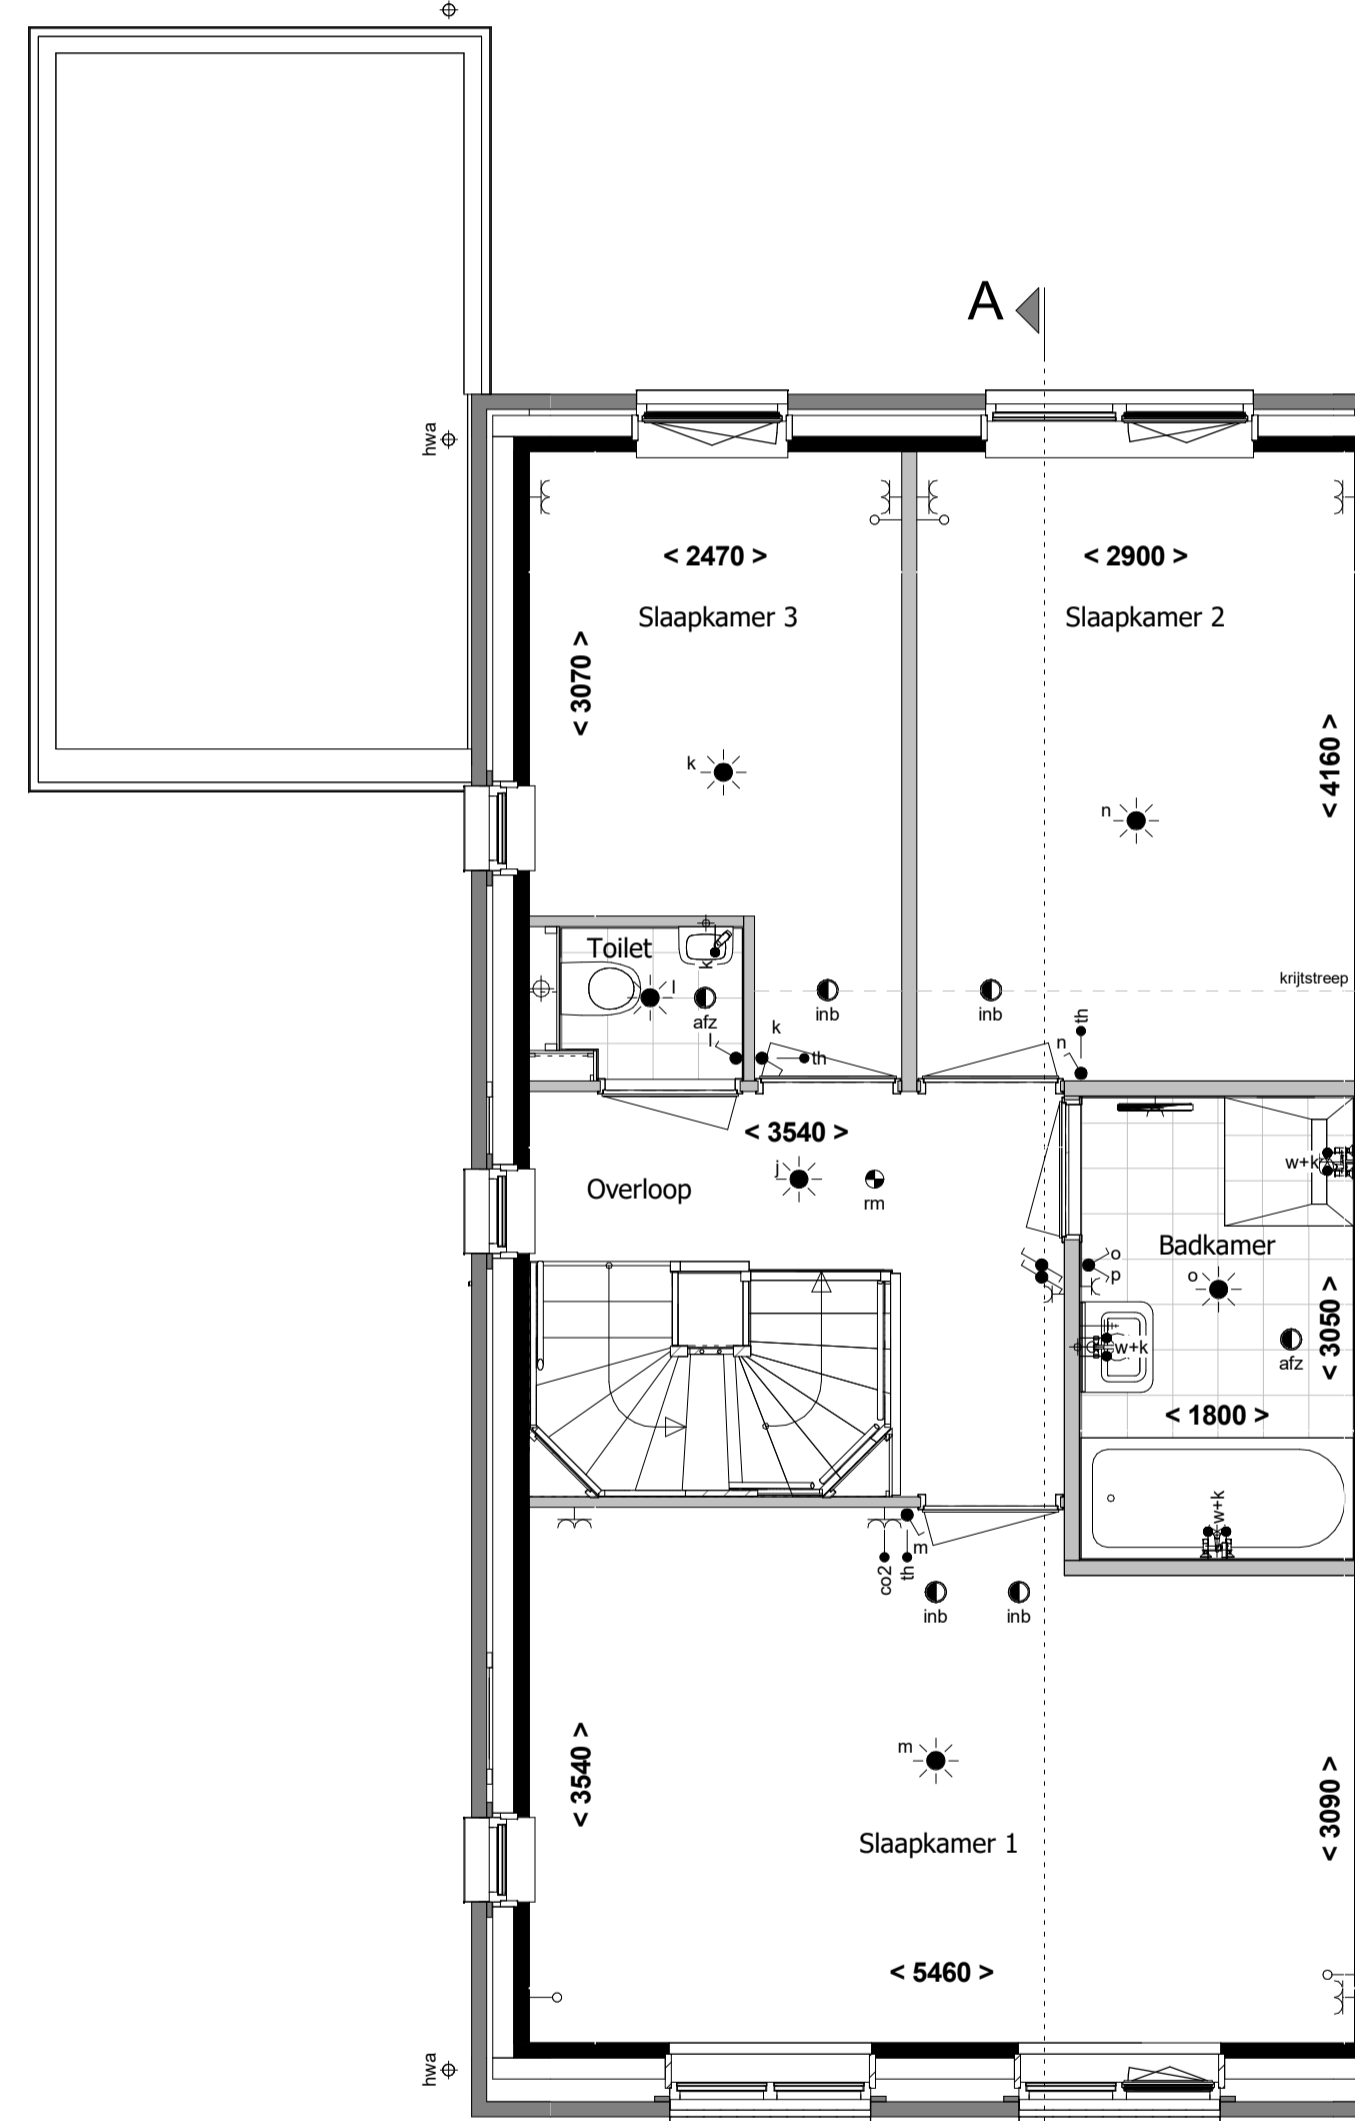 A
hwa
< 2470 >
< 2900 >
Slaapkamer 3
Slaapkamer 2
< 3070 >
< 4160 >
k
n
Toilet
k
l
afz
l
inb
inb
krijtstreep
k
th
n
th
< 3540 >
j
Overloop
rm
w+k
Badkamer
o
p
o
w+k
afz
< 3050 >
< 1800 >
w+k
m
co2
th
inb
inb
m
< 3540 >
< 3090 >
Slaapkamer 1
< 5460 >
hwa